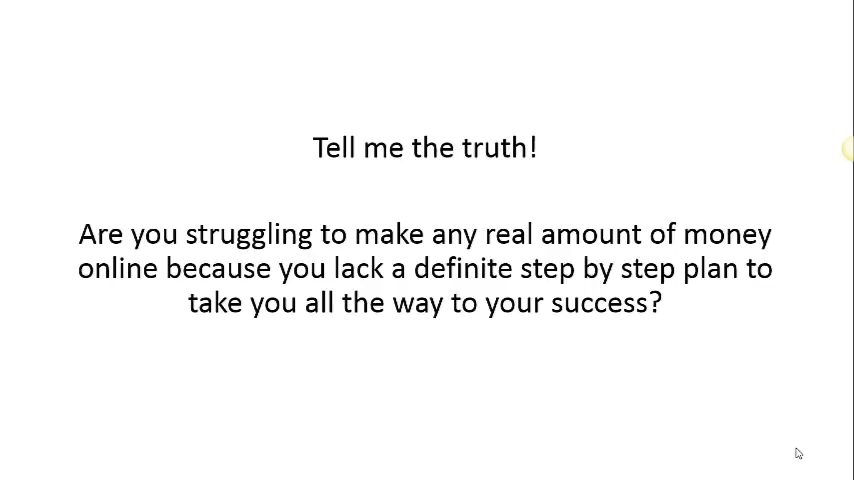 Tell me the truth!
Are you struggling to make any real amount of money
online because you lack a definite step by step plan to
take you all the way to your success?